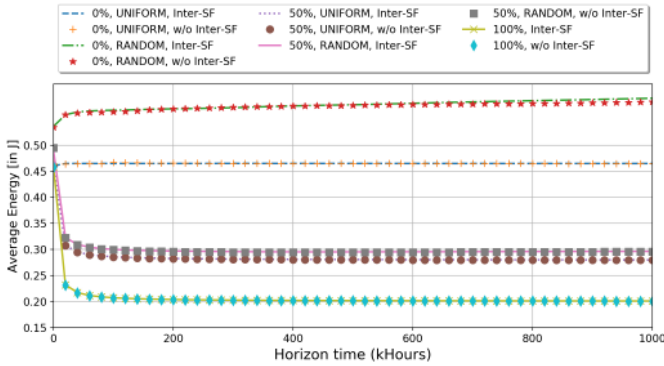 0%, UNIFORM, Inter-SF
0%, UNIFORM, w/o Inter-SF
0%, RANDOM, Inter-SF
0%, RANDOM, w/o Inter-SF
50%, UNIFORM, Inter-SF
50%, UNIFORM, w/o Inter-SF
50%, RANDOM, Inter-SF
50%, RANDOM, w/o Inter-SF
100%, Inter-SF
100%, w/o Inter-SF
Average Energy [in J]
0.50
0.45
0.40
0.35
0.30
0.25
0.20
0.15
0
200
400
600
800
1000
Horizon time (kHours)